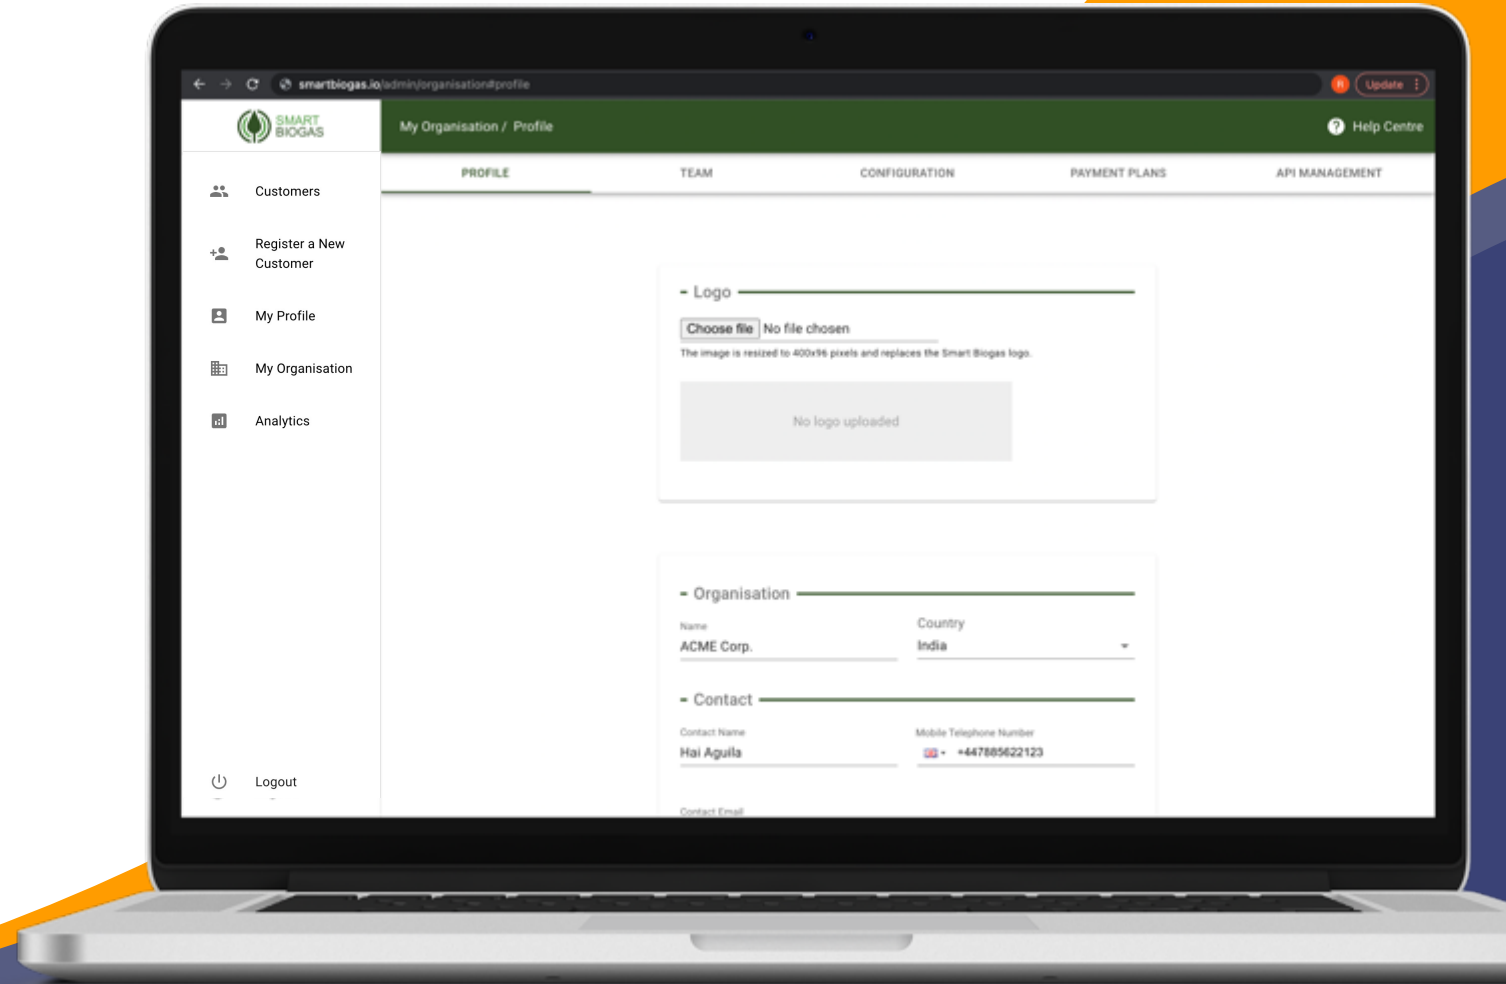 smartbiogas.io/admin/organisation#profile
R
Update
SMART
BIOGAS
My Organisation / Profile
? Help Centre
PROFILE
TEAM
CONFIGURATION
PAYMENT PLANS
API MANAGEMENT
Customers
Register a New
Customer
My Profile
My Organisation
Analytics
Logout
Logo
Choose file No file chosen
The image is resized to 400x96 pixels and replaces the Smart Biogas logo.
No logo uploaded
Organisation
Name
Country
ACME Corp.
India
Contact
Contact Name
Mobile Telephone Number
Hai Aguila
+447885622123
Contact Email